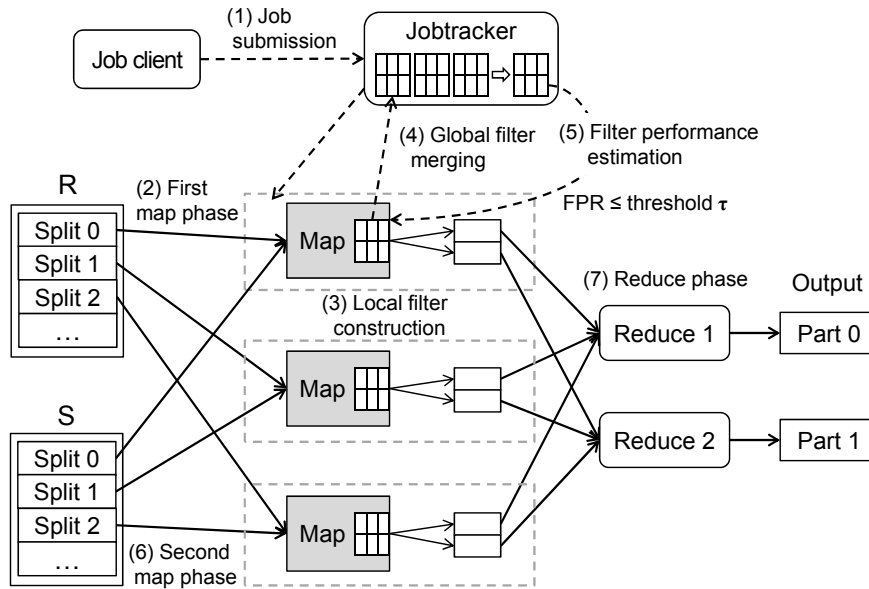 (1) Job
submission
Job client
Jobtracker
(4) Global filter
merging
(5) Filter performance
estimation
FPR ≤ threshold τ
R
(2) First
map phase
Split 0
Split 1
Split 2
…
Map
(3) Local filter
construction
Map
(7) Reduce phase
Output
Reduce 1
Part 0
Reduce 2
Part 1
S
Split 0
Split 1
Split 2
…
(6) Second
map phase
Map